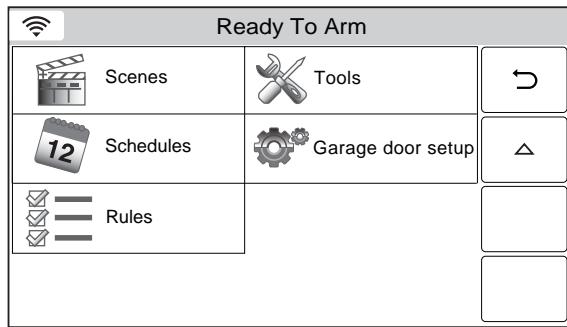 Ready To Arm
Scenes
Tools
12
Schedules
Garage door setup
Rules